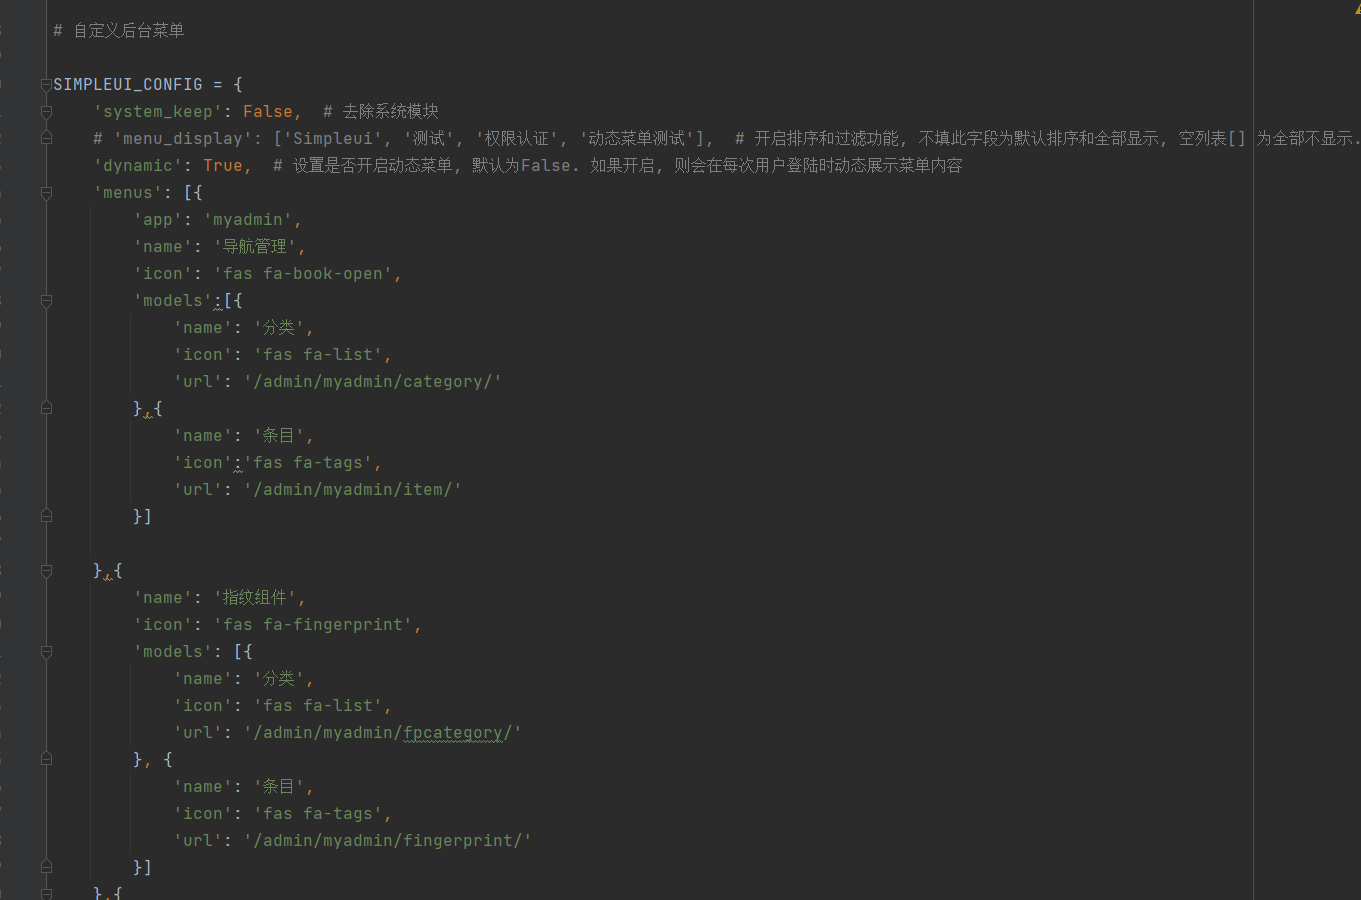 # 自定义后台菜单
SIMPLEUI_CONFIG = {
    'system_keep': False,  # 去除系统模块
    # 'menu_display': ['Simpleui', '测试', '权限认证', '动态菜单测试'],  # 开启排序和过滤功能, 不填此字段为默认排序和全部显示, 空列表[] 为全部不显示.
    'dynamic': True,  # 设置是否开启动态菜单, 默认为False. 如果开启, 则会在每次用户登陆时动态展示菜单内容
    'menus': [{
        'app': 'myadmin',
        'name': '导航管理',
        'icon': 'fas fa-book-open',
        'models':[{
            'name': '分类',
            'icon': 'fas fa-list',
            'url': '/admin/myadmin/category/'
        },{
            'name': '条目',
            'icon':'fas fa-tags',
            'url': '/admin/myadmin/item/'
        }]
    },{
        'name': '指纹组件',
        'icon': 'fas fa-fingerprint',
        'models': [{
            'name': '分类',
            'icon': 'fas fa-list',
            'url': '/admin/myadmin/fpcategory/'
        }, {
            'name': '条目',
            'icon': 'fas fa-tags',
            'url': '/admin/myadmin/fingerprint/'
        }]
    },{